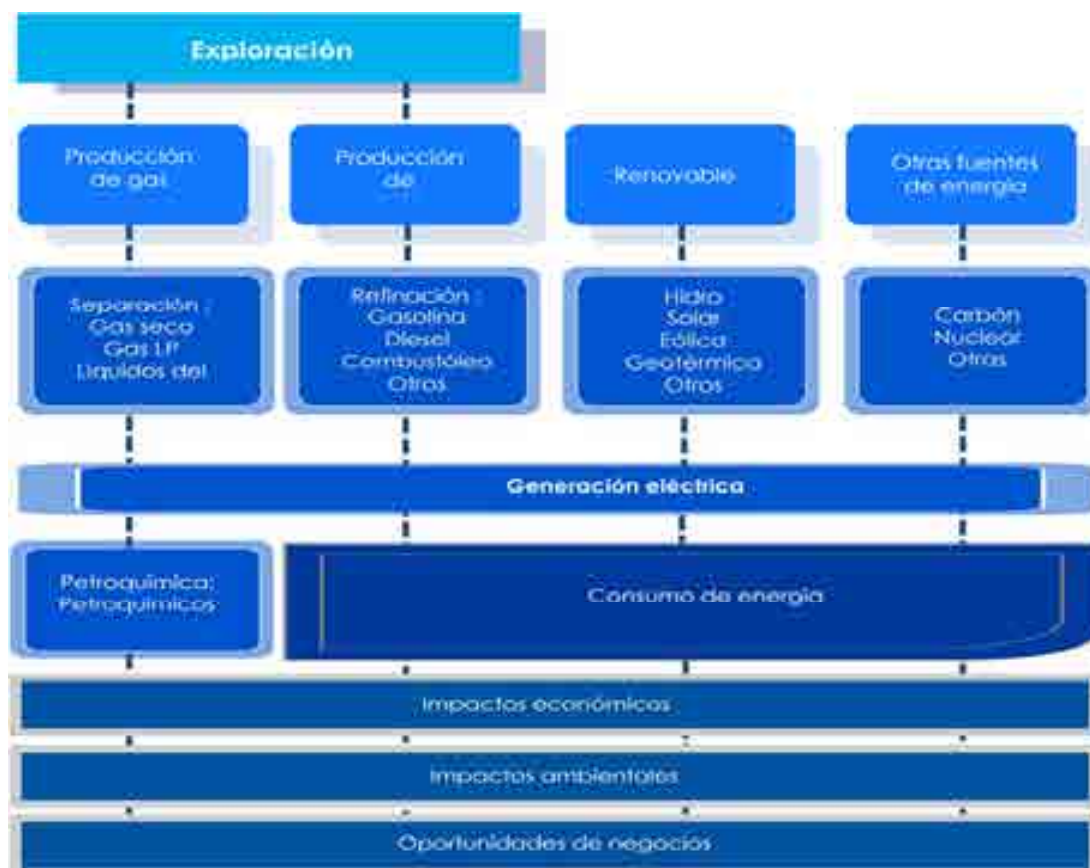 Exploración
Producción
de gas
Producción
de
Renovable
Otras fuentes
de energía
Separación :
Gas seco
Gas LP
Líquidos del
Refinación :
Gasolina
Diesel
Combustóleo
Otros
Hidro
Solar
Eólica
Geotérmica
Otros
Carbón
Nuclear
Otras
Generación eléctrica
Petroquímica:
Petroquímicos
Consumo de energía
Impactos económicos
Impactos ambientales
Oportunidades de negocios